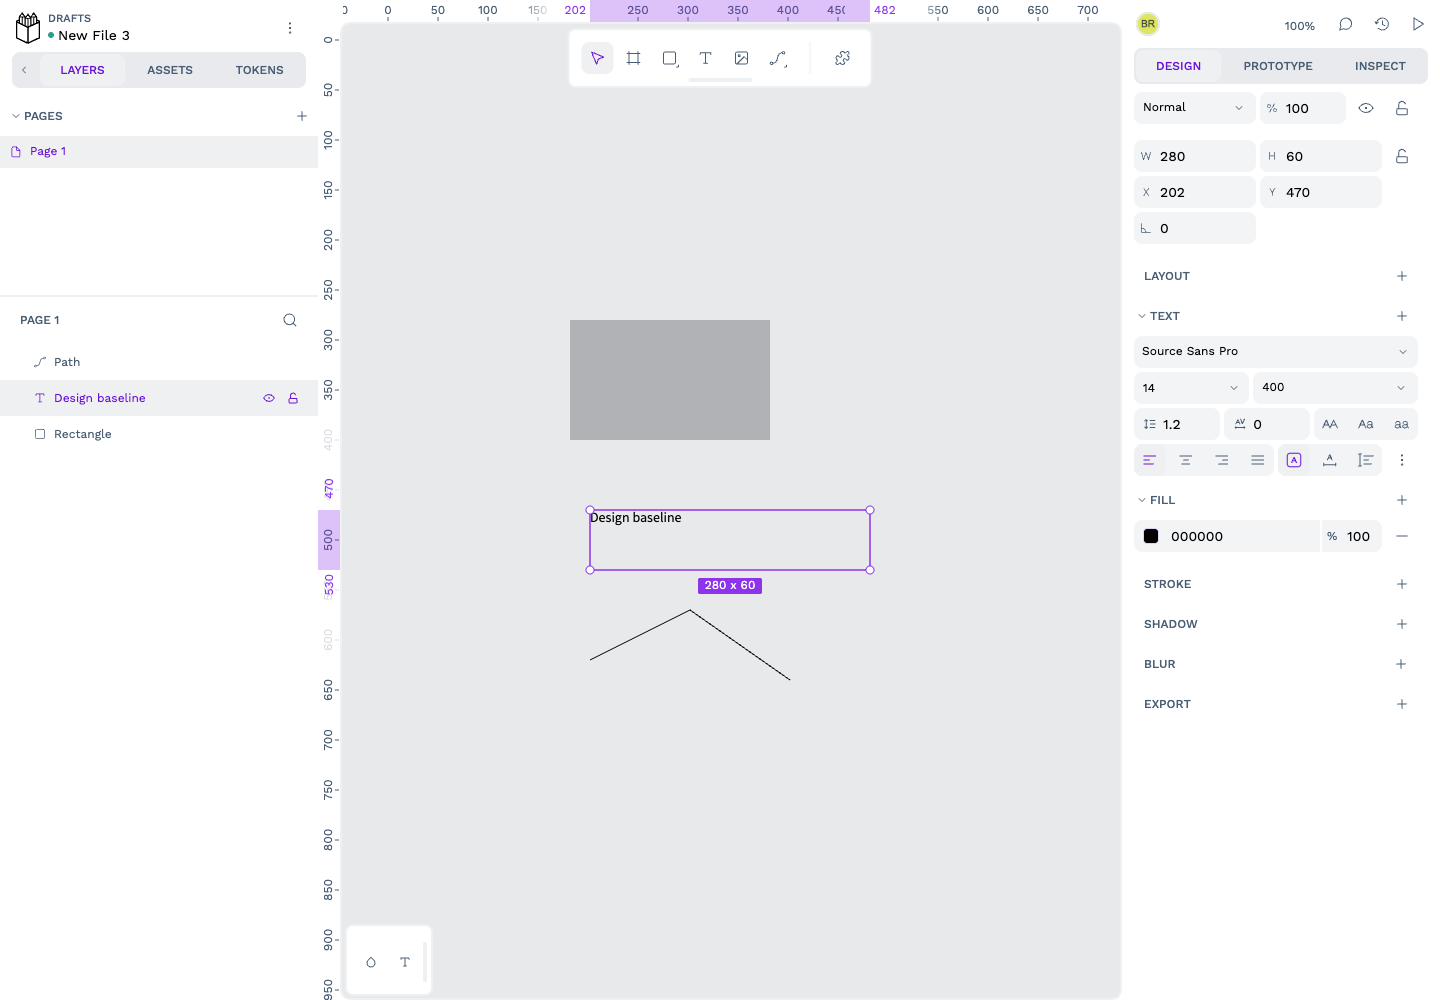 DRAFTS
New File 3
LAYERS ASSETS TOKENS
PAGES
Page 1
PAGE 1
Path
Design baseline
Rectangle
0 50 100 150 202 250 300 350 400 450 482 550 600 650 700
0
50
100
150
200
250
300
350
400
470
500
530
600
650
700
750
800
850
900
950
Design baseline
280 x 60
BR
100%
DESIGN PROTOTYPE INSPECT
Normal % 100
W 280 H 60
X 202 Y 470
0
LAYOUT
TEXT
Source Sans Pro
14 400
1.2 AV 0 AA Aa aa
A A
FILL
000000 % 100
STROKE
SHADOW
BLUR
EXPORT
T